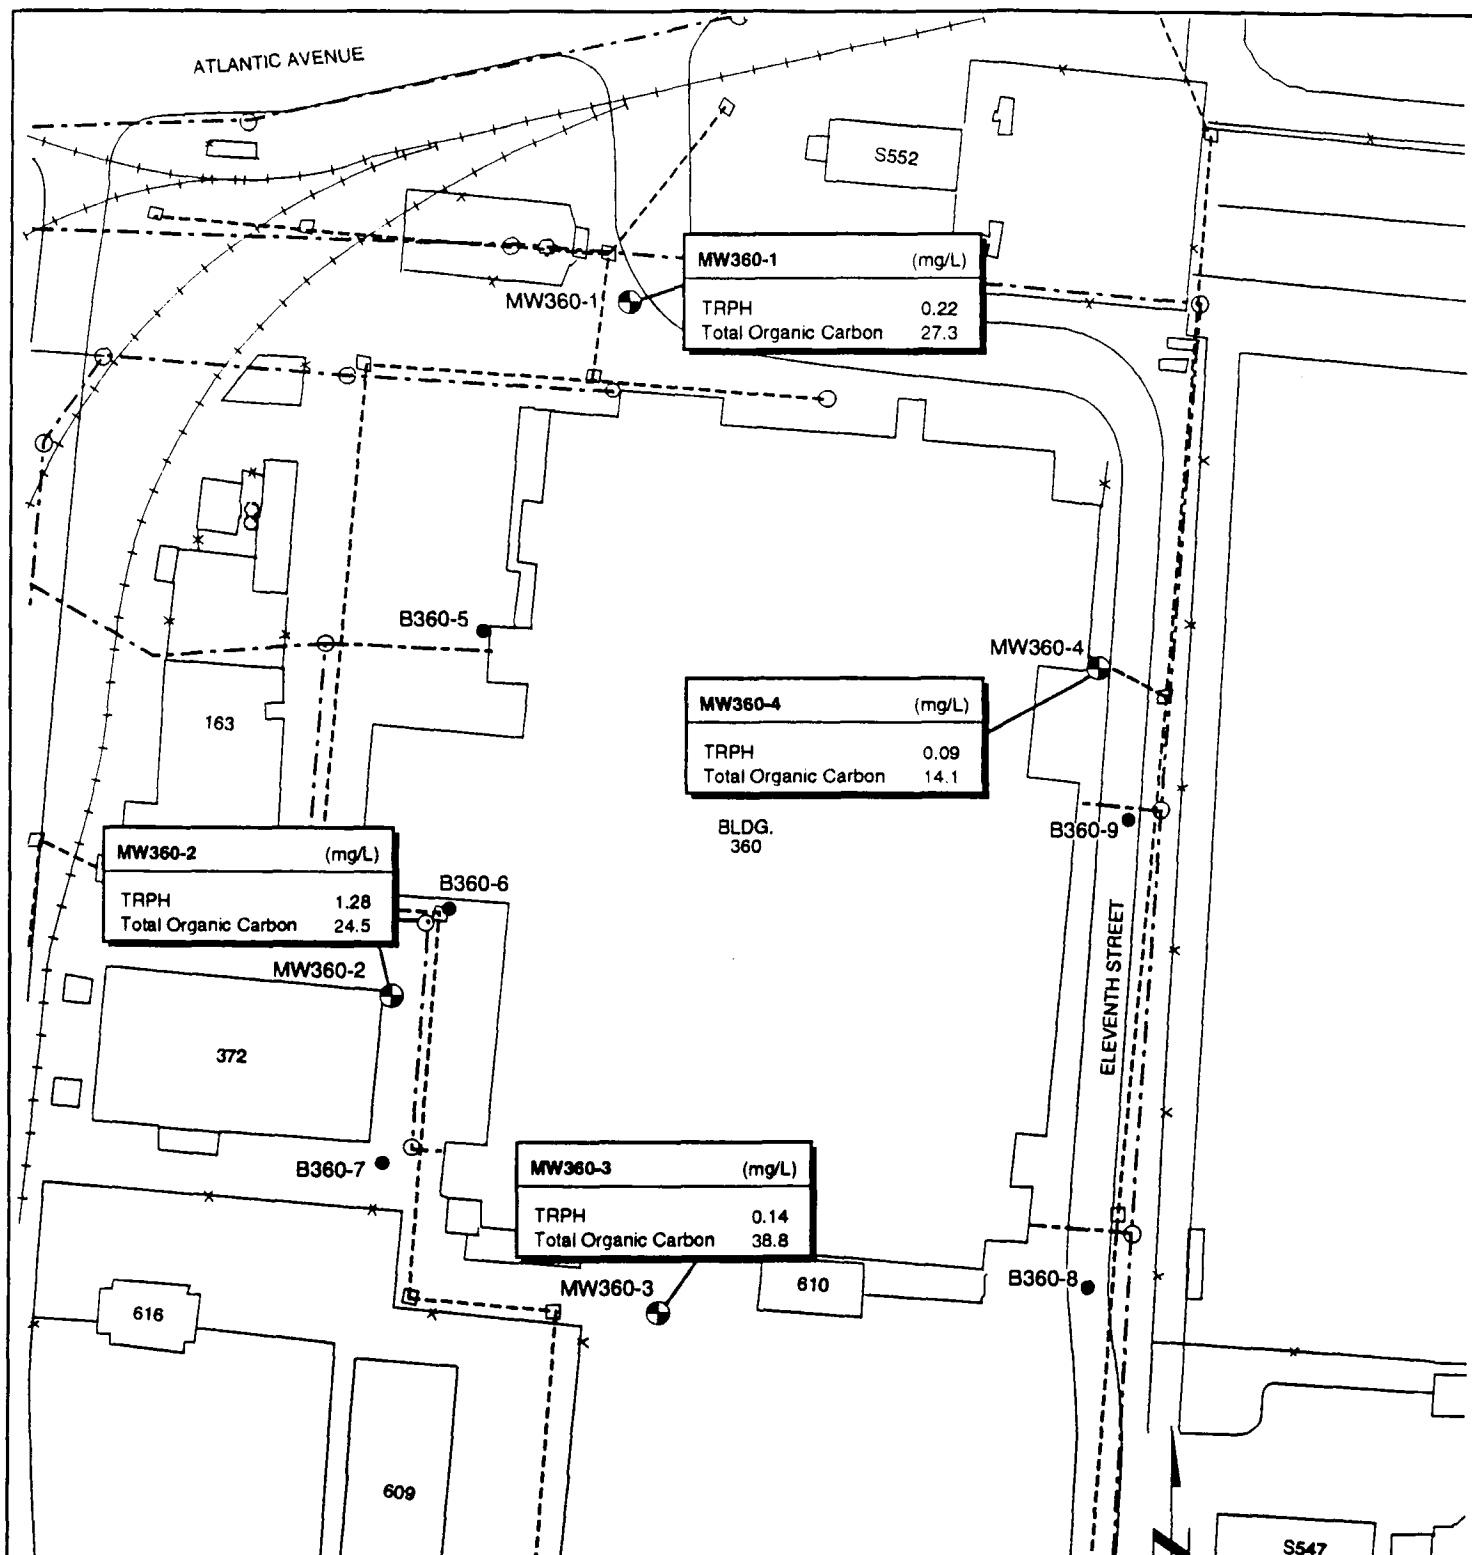 ATLANTIC AVENUE
S552
MW360-1 (mg/L)
TRPH 0.22
Total Organic Carbon 27.3
MW360-1
B360-5
MW360-4
163
MW360-4 (mg/L)
TRPH 0.09
Total Organic Carbon 14.1
BLDG.
360
B360-9
MW360-2 (mg/L)
TRPH 1.28
Total Organic Carbon 24.5
B360-6
MW360-2
ELEVENTH STREET
372
B360-7
MW360-3 (mg/L)
TRPH 0.14
Total Organic Carbon 38.8
MW360-3
610
B360-8
616
609
S547